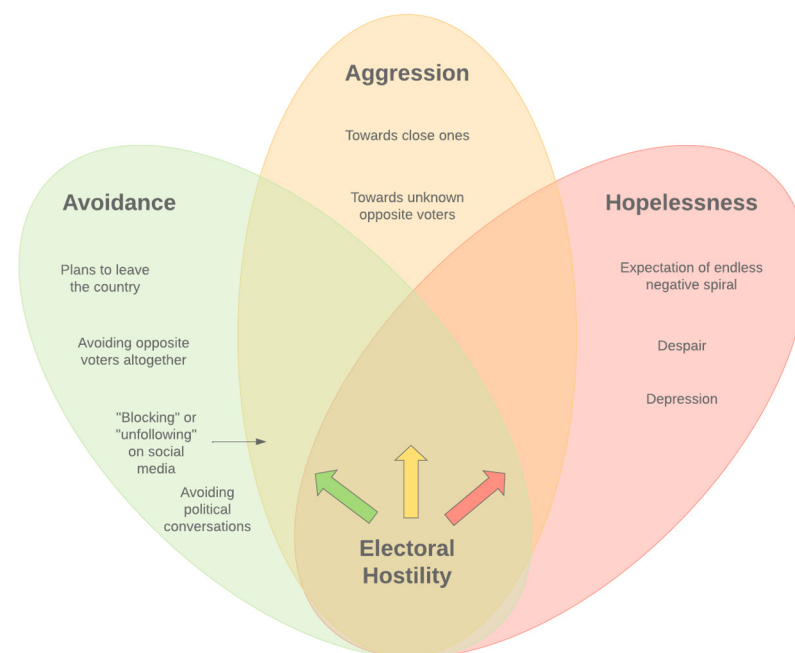 Aggression
Towards close ones
Towards unknown
opposite voters
Avoidance
Plans to leave
the country
Avoiding opposite
voters altogether
"Blocking" or
"unfollowing"
on social
media
Avoiding
political
conversations
Hopelessness
Expectation of endless
negative spiral
Despair
Depression
Electoral
Hostility